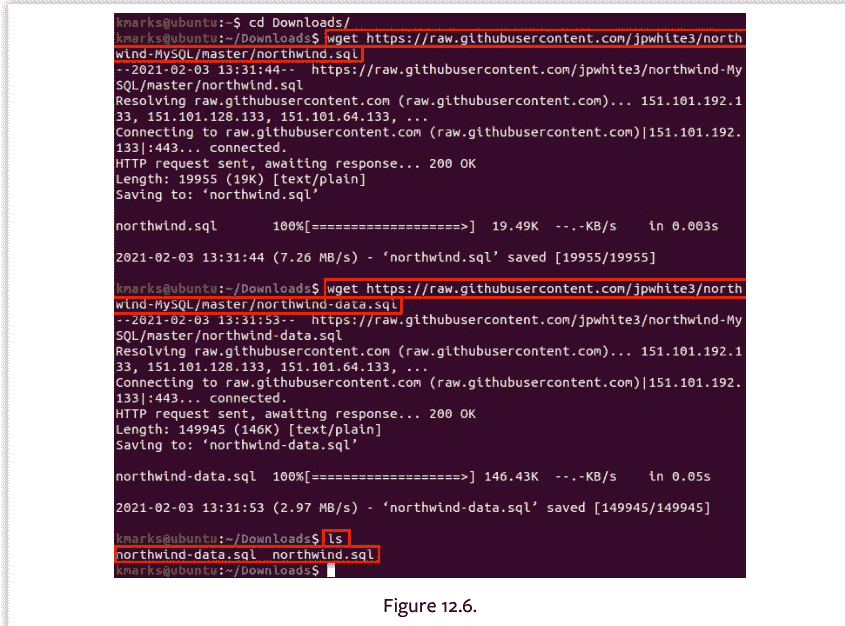 kmarks@ubuntu:~$ cd Downloads/
kmarks@ubuntu:~/Downloads$ wget https://raw.githubusercontent.com/jpwhite3/north
wind-MySQL/master/northwind.sql
--2021-02-03 13:31:44--  https://raw.githubusercontent.com/jpwhite3/northwind-My
SQL/master/northwind.sql
Resolving raw.githubusercontent.com (raw.githubusercontent.com)... 151.101.192.1
33, 151.101.128.133, 151.101.64.133, ...
Connecting to raw.githubusercontent.com (raw.githubusercontent.com)|151.101.192.
133|:443... connected.
HTTP request sent, awaiting response... 200 OK
Length: 19955 (19K) [text/plain]
Saving to: ‘northwind.sql’
northwind.sql       100%[===================>]  19.49K  --.-KB/s    in 0.003s
2021-02-03 13:31:44 (7.26 MB/s) - ‘northwind.sql’ saved [19955/19955]
kmarks@ubuntu:~/Downloads$ wget https://raw.githubusercontent.com/jpwhite3/north
wind-MySQL/master/northwind-data.sql
--2021-02-03 13:31:53--  https://raw.githubusercontent.com/jpwhite3/northwind-My
SQL/master/northwind-data.sql
Resolving raw.githubusercontent.com (raw.githubusercontent.com)... 151.101.192.1
33, 151.101.128.133, 151.101.64.133, ...
Connecting to raw.githubusercontent.com (raw.githubusercontent.com)|151.101.192.
133|:443... connected.
HTTP request sent, awaiting response... 200 OK
Length: 149945 (146K) [text/plain]
Saving to: ‘northwind-data.sql’
northwind-data.sql  100%[===================>] 146.43K  --.-KB/s    in 0.05s
2021-02-03 13:31:53 (2.97 MB/s) - ‘northwind-data.sql’ saved [149945/149945]
kmarks@ubuntu:~/Downloads$ ls
northwind-data.sql  northwind.sql
kmarks@ubuntu:~/Downloads$
Figure 12.6.